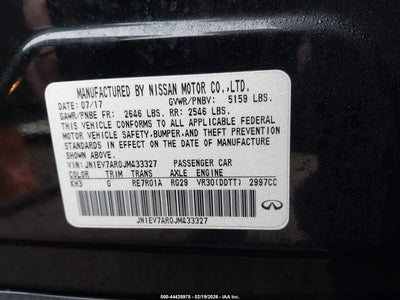 MANUFACTURED BY NISSAN MOTOR CO.,LTD.
DATE: 07/17 GVWR/PNBV: 5159 LBS.
GAWR/PNBE FR: 2646 LBS. RR: 2546 LBS.
THIS VEHICLE CONFORMS TO ALL APPLICABLE FEDERAL
MOTOR VEHICLE SAFETY,BUMPER,AND THEFT PREVENTION
STANDARDS IN EFFECT ON THE DATE OF MANUFACTURE
SHOWN ABOVE.
VIN: JN1EV7AR0JM433327 PASSENGER CAR
COLOR TRIM TRANS AXLE ENGINE
KH3 G RE7R01A RG29 VR30(DDTT) 2997CC
JN1EV7AR0JM433327
INFINITI
000-44428978 - 02/19/2026 - IAA